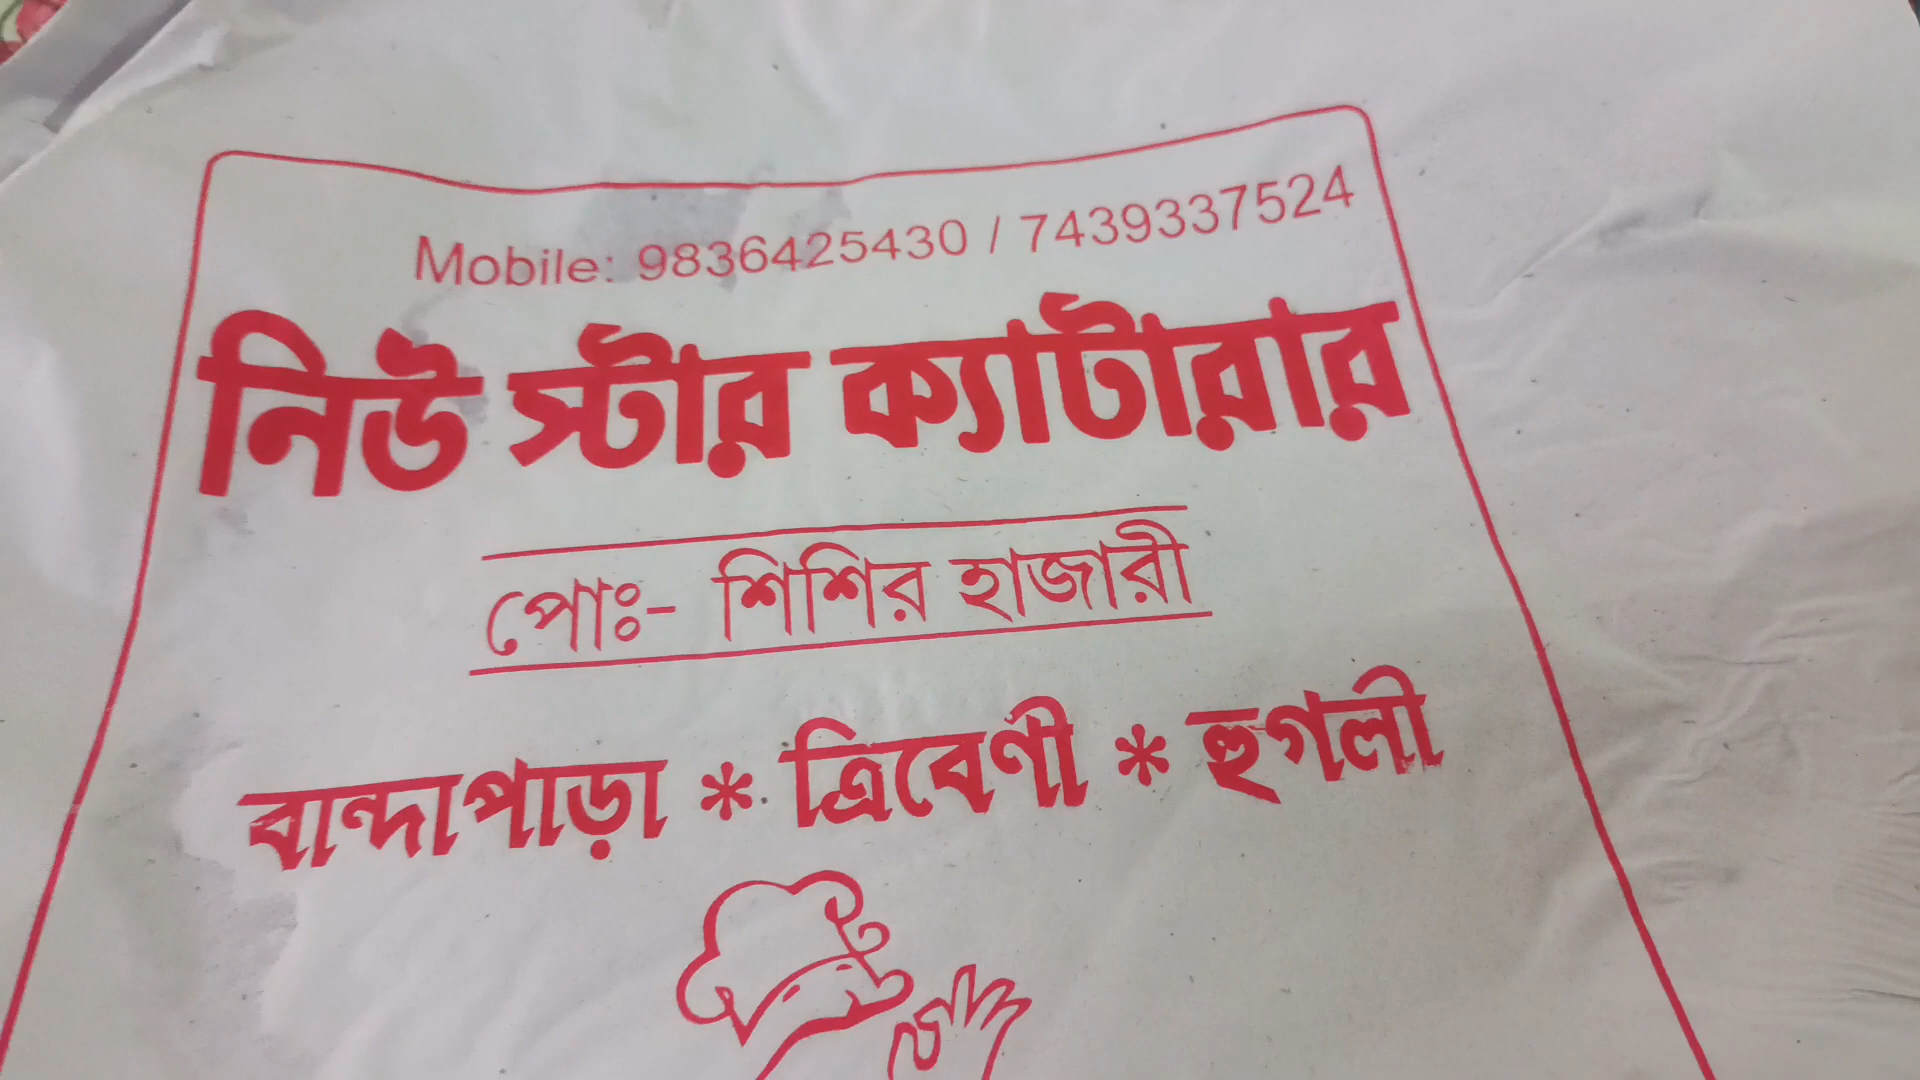 Mobile: 9836425430 / 7439337524
নিউ স্টার ক্যাটারার
পোঃ- শিশির হাজারী
বান্দাপাড়া * ত্রিবেণী * হুগলী